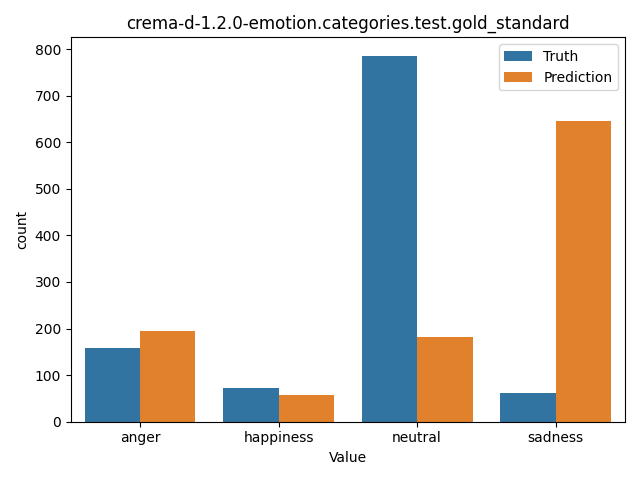 crema-d-1.2.0-emotion.categories.test.gold_standard
Truth
Prediction
800
700
600
500
400
300
200
100
0
count
anger happiness neutral sadness
Value